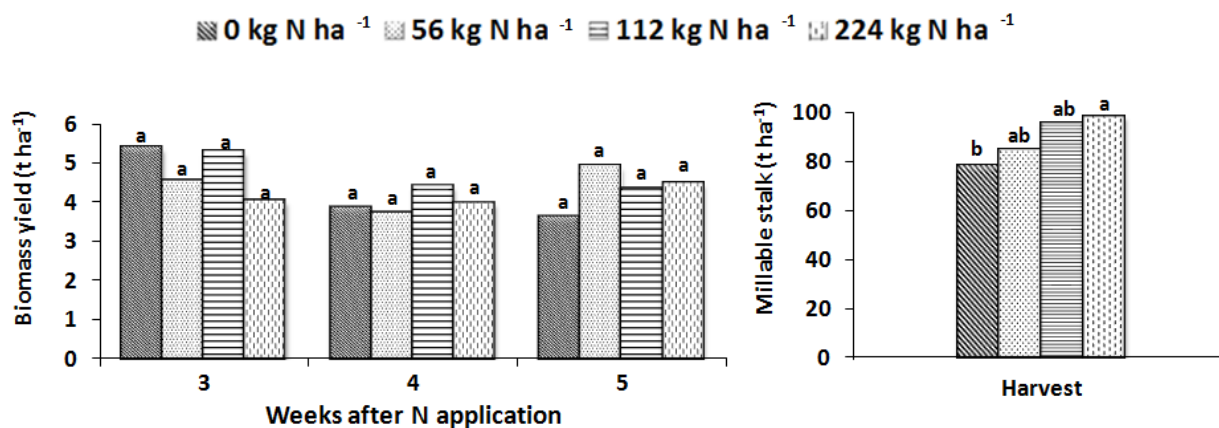 0 kg N ha -1 56 kg N ha -1 112 kg N ha -1 224 kg N ha -1
Biomass yield (t ha-1)
6
5
4
3
2
1
0
a a a a
a a a a
a a a a
3 4 5
Weeks after N application
Millable stalk (t ha-1)
100
80
60
40
20
0
b ab ab a
Harvest